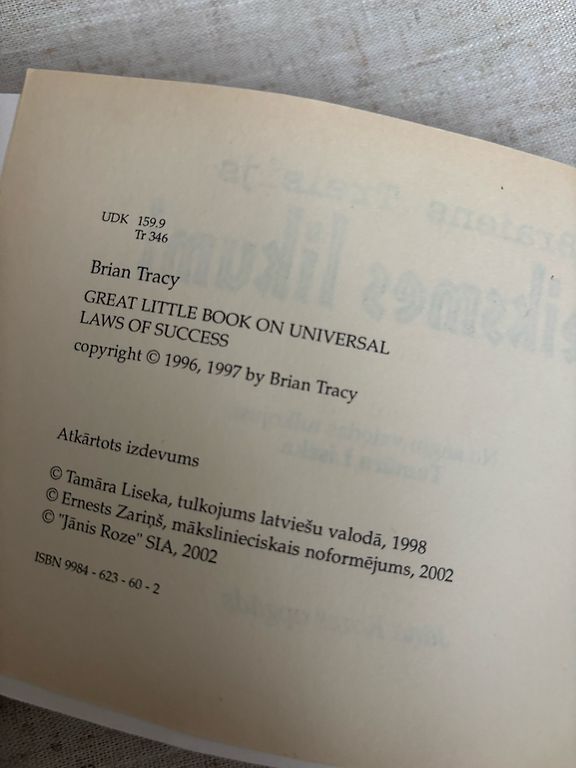 UDK 159.9
Tr 346
Brian Tracy
GREAT LITTLE BOOK ON UNIVERSAL
LAWS OF SUCCESS
copyright © 1996, 1997 by Brian Tracy
Atkārtots izdevums
© Tamāra Liseka, tulkojums latviešu valodā, 1998
© Ernests Zariņš, mākslinieciskais noformējums, 2002
© "Jānis Roze" SIA, 2002
ISBN 9984 - 623 - 60 - 2